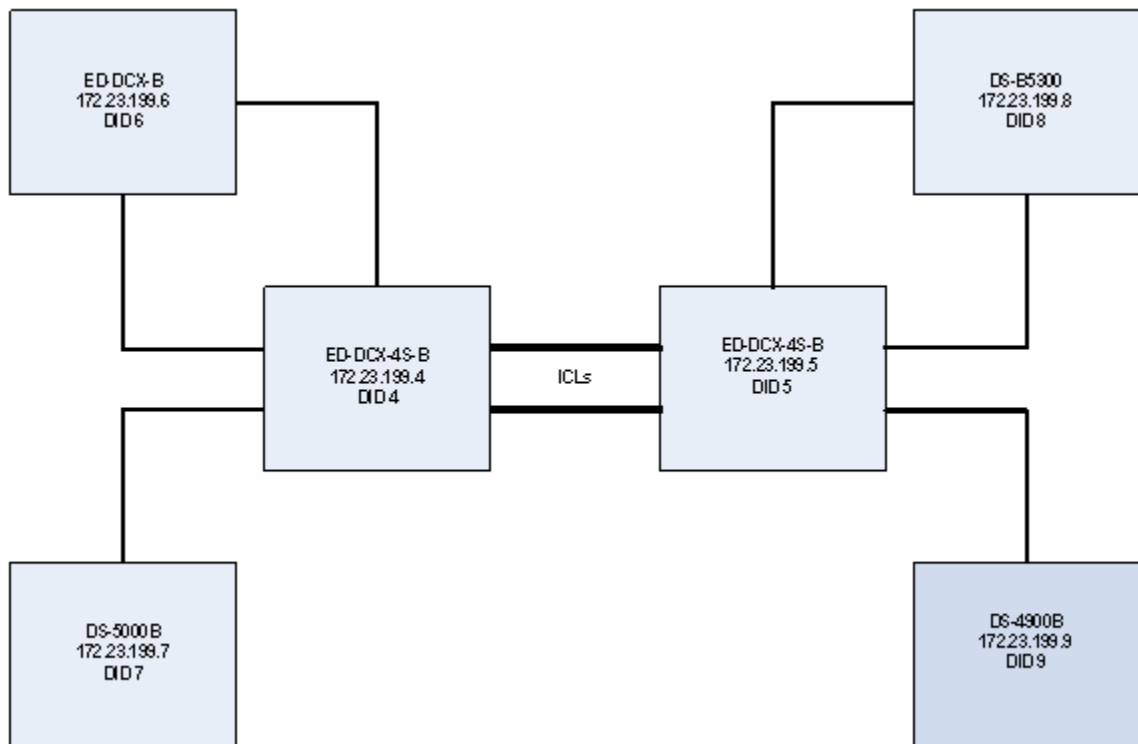 ED-DCX-B
172.23.199.6
DID 6
DS-B5300
172.23.199.8
DID 8
ED-DCX-4S-B
172.23.199.4
DID 4
ICLs
ED-DCX-4S-B
172.23.199.5
DID 5
DS-5000B
172.23.199.7
DID 7
DS-4900B
172.23.199.9
DID 9